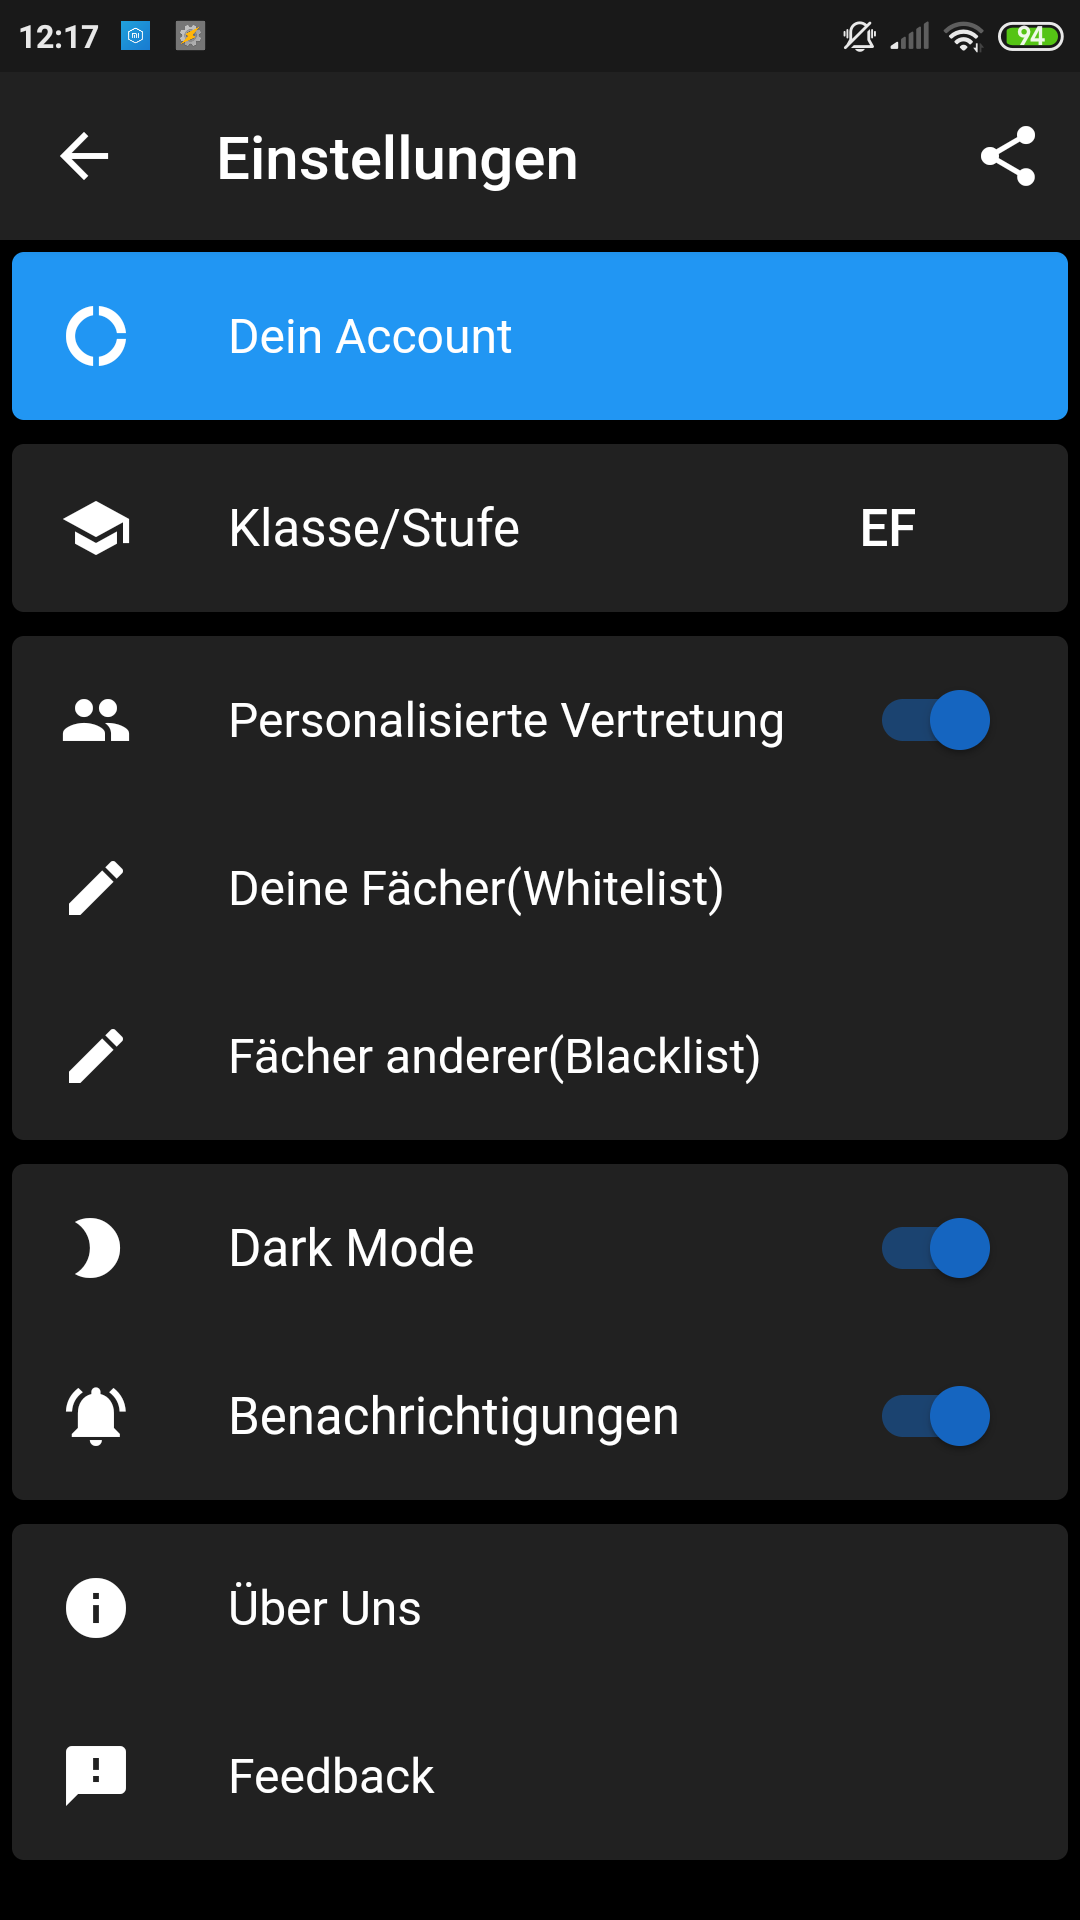 12:17 94
Einstellungen
Dein Account
Klasse/Stufe EF
Personalisierte Vertretung
Deine Fächer(Whitelist)
Fächer anderer(Blacklist)
Dark Mode
Benachrichtigungen
Über Uns
Feedback